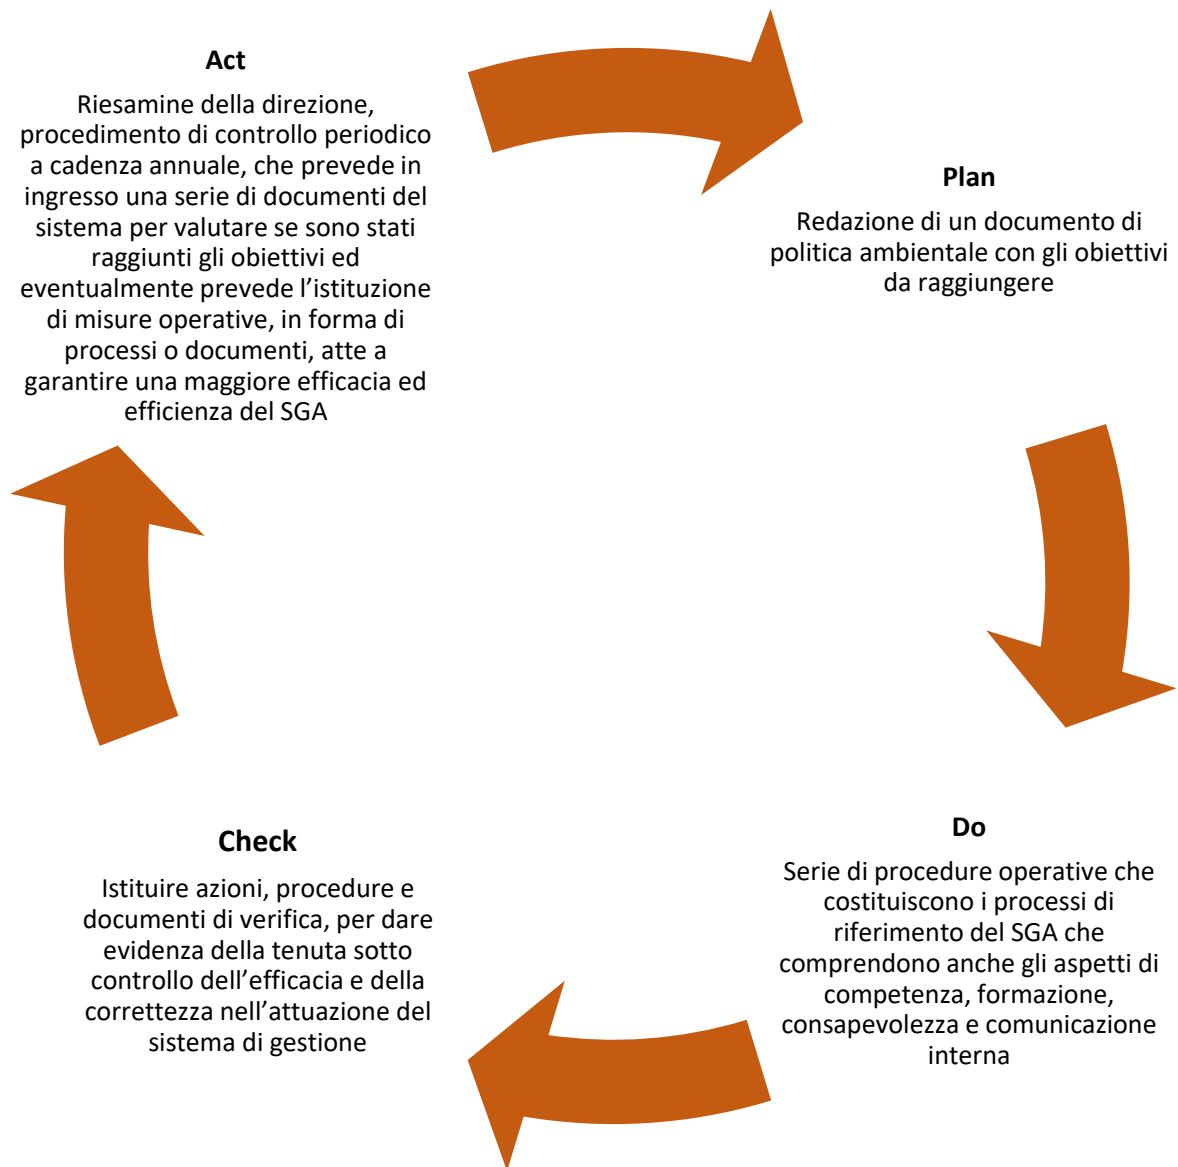 Act
Riesamine della direzione,
procedimento di controllo periodico
a cadenza annuale, che prevede in
ingresso una serie di documenti del
sistema per valutare se sono stati
raggiunti gli obiettivi ed
eventualmente prevede l’istituzione
di misure operative, in forma di
processi o documenti, atte a
garantire una maggiore efficacia ed
efficienza del SGA
Plan
Redazione di un documento di
politica ambientale con gli obiettivi
da raggiungere
Do
Serie di procedure operative che
costituiscono i processi di
riferimento del SGA che
comprendono anche gli aspetti di
competenza, formazione,
consapevolezza e comunicazione
interna
Check
Istituire azioni, procedure e
documenti di verifica, per dare
evidenza della tenuta sotto
controllo dell’efficacia e della
correttezza nell’attuazione del
sistema di gestione